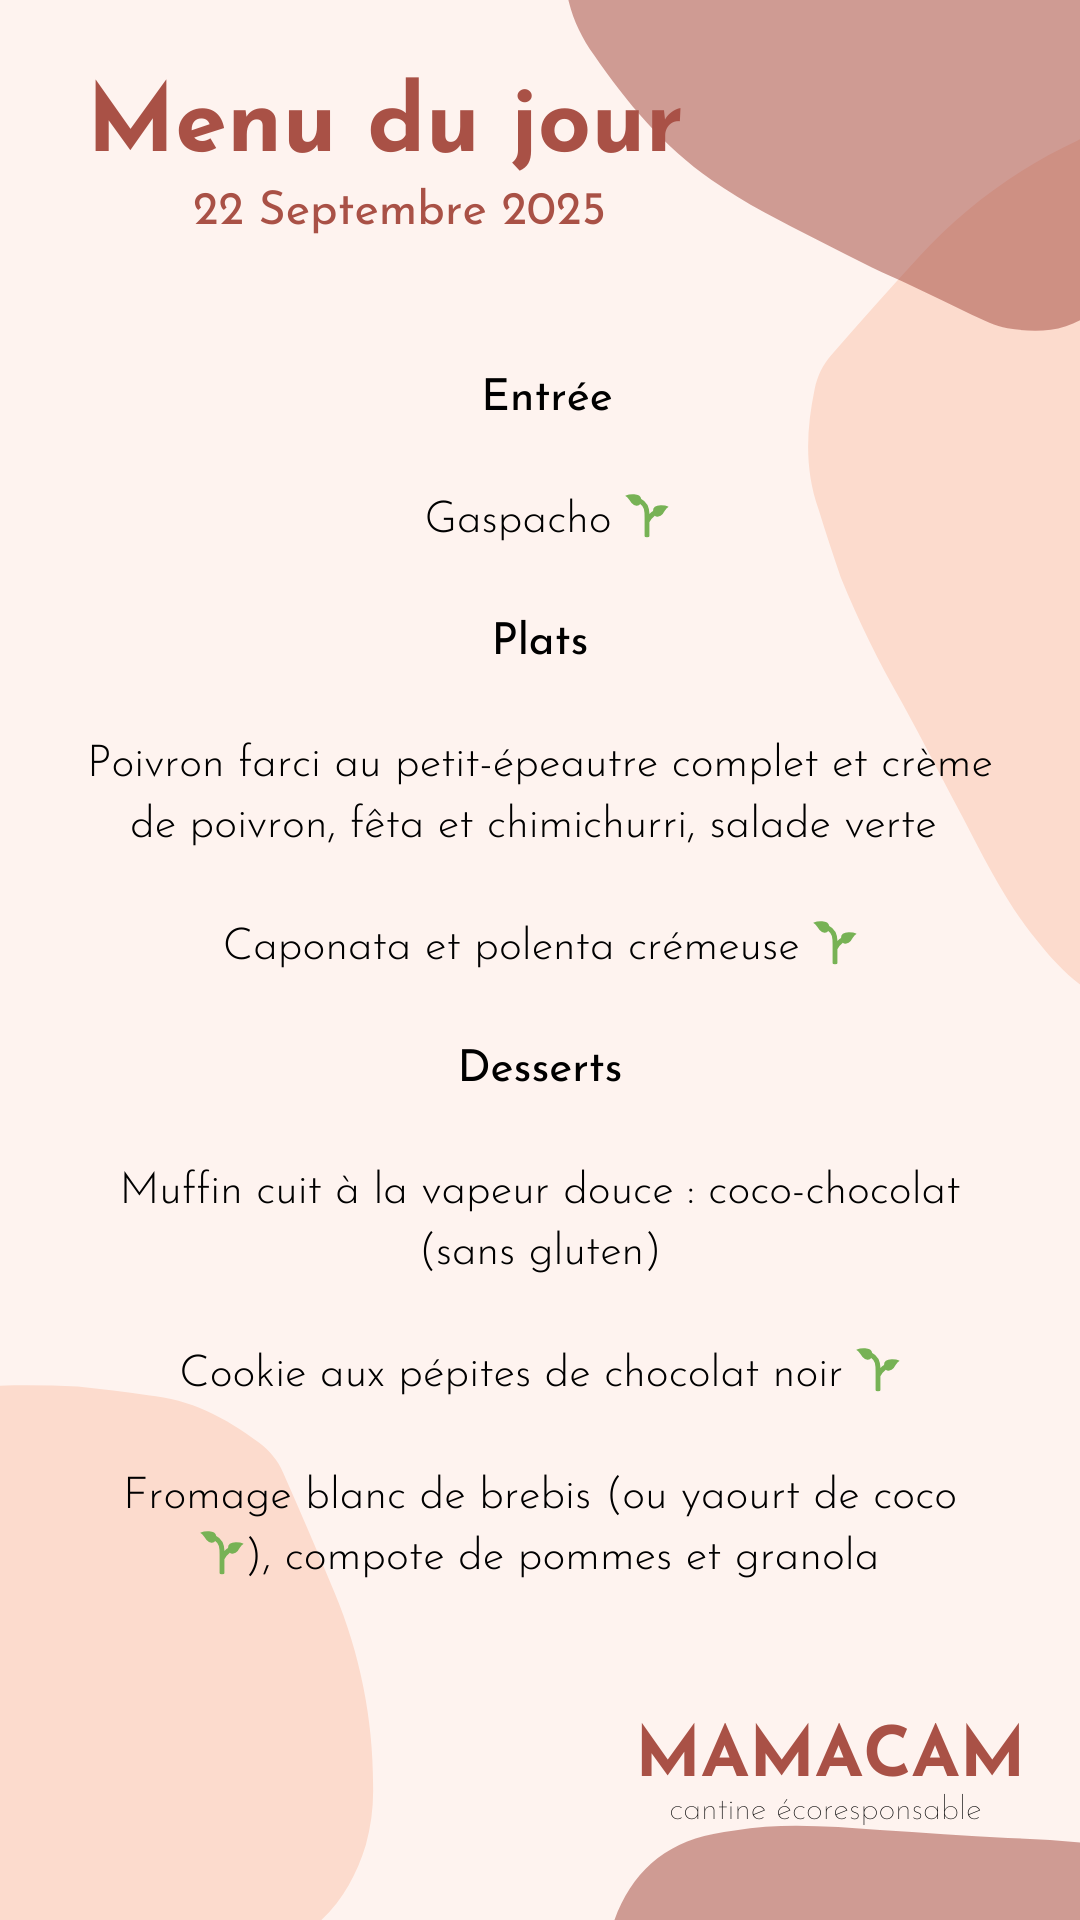 Menu du jour
22 Septembre 2025
Entrée
Gaspacho 🌱
Plats
Poivron farci au petit-épeautre complet et crème
de poivron, fêta et chimichurri, salade verte
Caponata et polenta crémeuse 🌱
Desserts
Muffin cuit à la vapeur douce : coco-chocolat
(sans gluten)
Cookie aux pépites de chocolat noir 🌱
Fromage blanc de brebis (ou yaourt de coco
🌱), compote de pommes et granola
MAMACAM
cantine écoresponsable